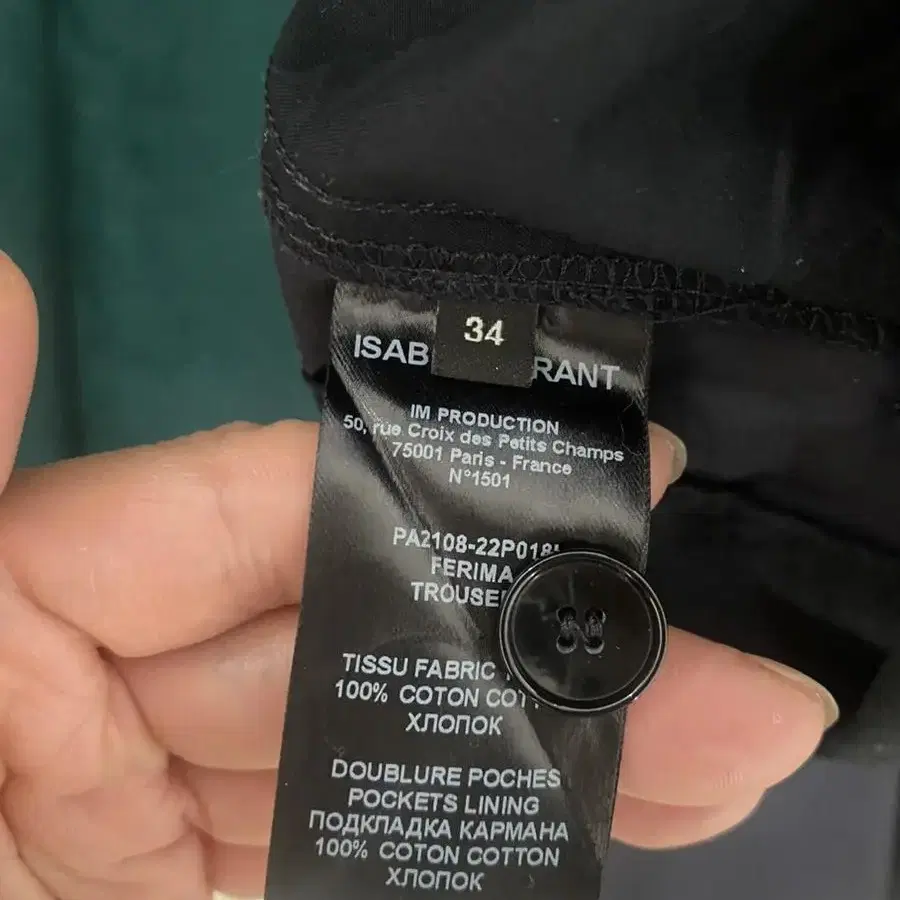 34
ISAB RANT
IM PRODUCTION
50, rue Croix des Petits Champs
75001 Paris - France
N°1501
PA2108-22P018
FERIMA
TROUSE
TISSU FABRIC
100% COTON COT
ХЛОПОК
DOUBLURE POCHES
POCKETS LINING
ПОДКЛАДКА КАРМАНА
100% COTON COTTON
ХЛОПОК